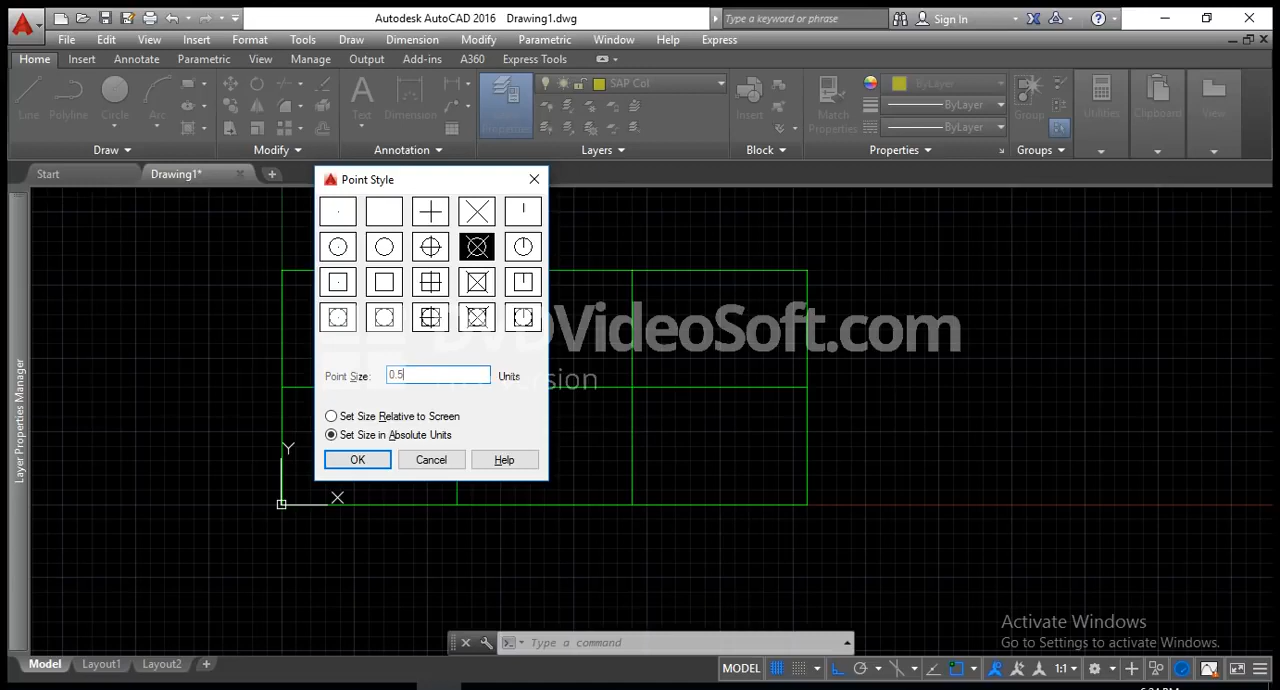 Autodesk AutoCAD 2016 Drawing1.dwg
Type a keyword or phrase
Sign In
File Edit View Insert Format Tools Draw Dimension Modify Parametric Window Help Express
Home Insert Annotate Parametric View Manage Output Add-ins A360 Express Tools
SAP Col
ByLayer
Line Polyline Circle Arc
Text Dimension
Insert
Match
Properties
ByLayer
ByLayer
Group
Utilities
Clipboard
View
Draw Modify Annotation Layers Block Properties Groups
Start Drawing1*
Point Style
DVDVideoSoft.com
Point Size: 0.5 Units
version
Set Size Relative to Screen
Set Size in Absolute Units
OK Cancel Help
Y
X
Layer Properties Manager
Activate Windows
Go to Settings to activate Windows.
Type a command
Model Layout1 Layout2
MODEL
1:1